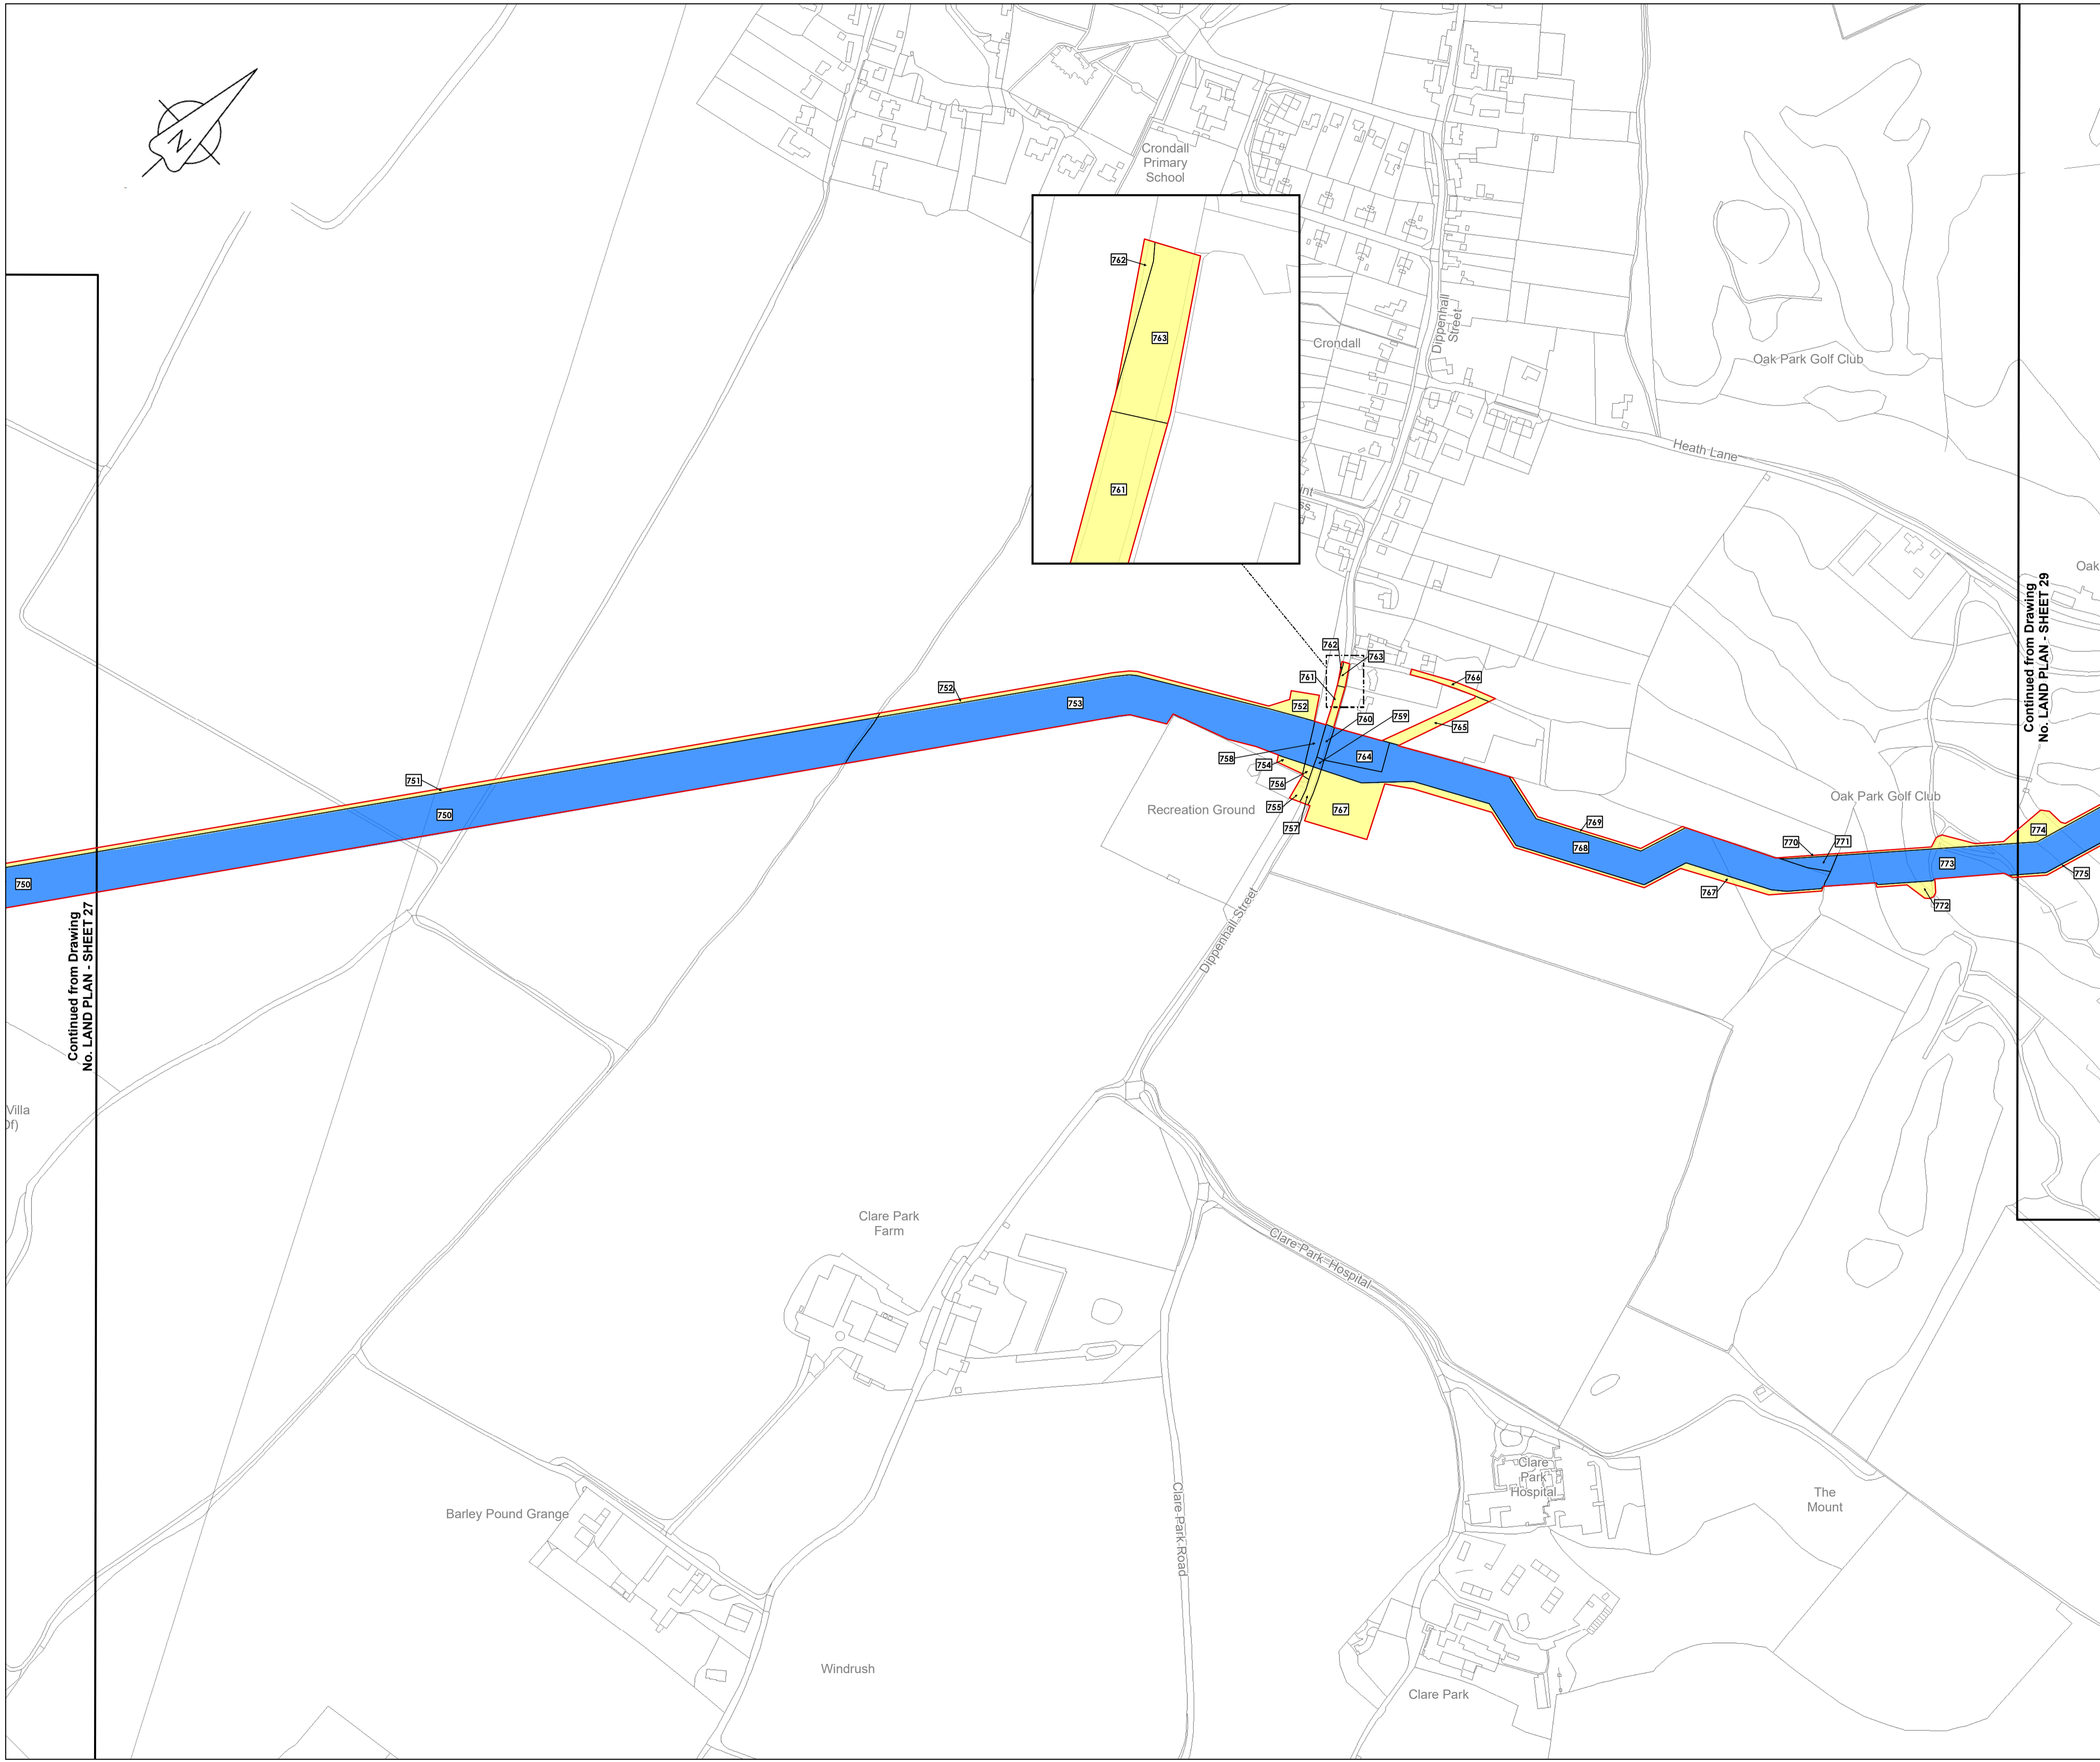 N
Crondall
Primary
School
762
763
761
Crondall
Dippenhall
Street
Oak Park Golf Club
Heath Lane
Oak
Continued from Drawing
No. LAND PLAN - SHEET 29
762
763
761
766
752
752
753
760
759
765
758
754
764
756
755
757
767
751
750
750
Recreation Ground
Oak Park Golf Club
769
768
770
771
774
773
775
767
772
Continued from Drawing
No. LAND PLAN - SHEET 27
Dippenhall Street
Villa
Of)
Clare Park
Farm
Clare Park Hospital
Clare
Park
Hospital
The
Mount
Barley Pound Grange
Clare Park Road
Windrush
Clare Park